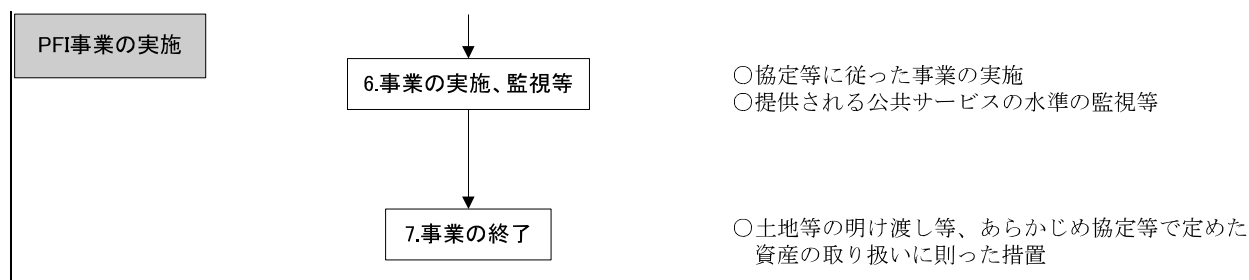 PFI事業の実施
6.事業の実施、監視等
○協定等に従った事業の実施
○提供される公共サービスの水準の監視等
7.事業の終了
○土地等の明け渡し等、あらかじめ協定等で定めた
資産の取り扱いに則った措置